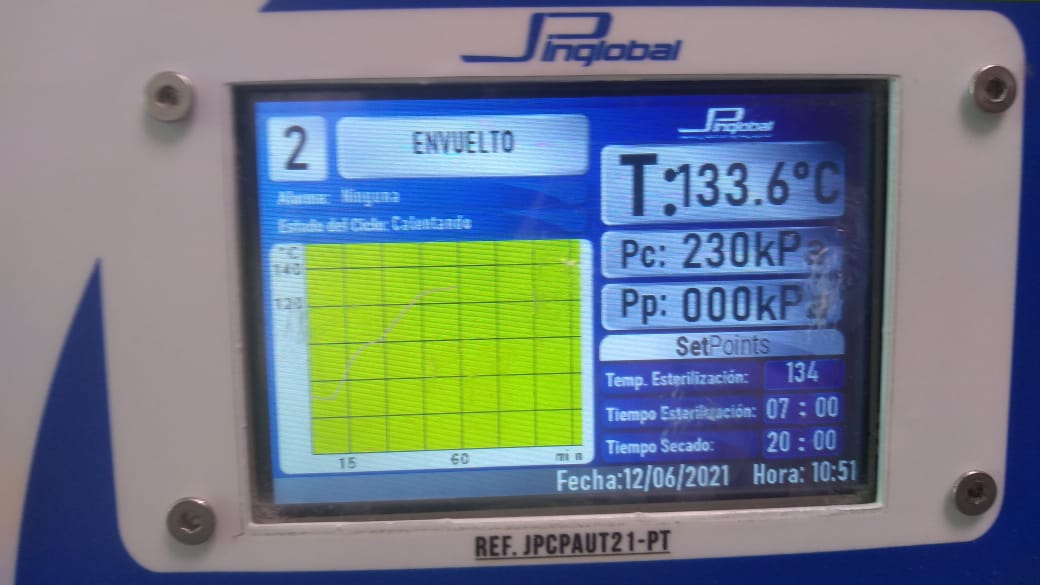 JPinglobal
2 ENVUELTO
Alarma: Ninguna
Estado del Ciclo: Calentando
°C
140
120
15 60 min
JPinglobal
T:133.6°C
Pc: 230kPa
Pp: 000kPa
SetPoints
Temp. Esterilización: 134
Tiempo Esterilización: 07 : 00
Tiempo Secado: 20 : 00
Fecha:12/06/2021 Hora: 10:51
REF. JPCPAUT21-PT